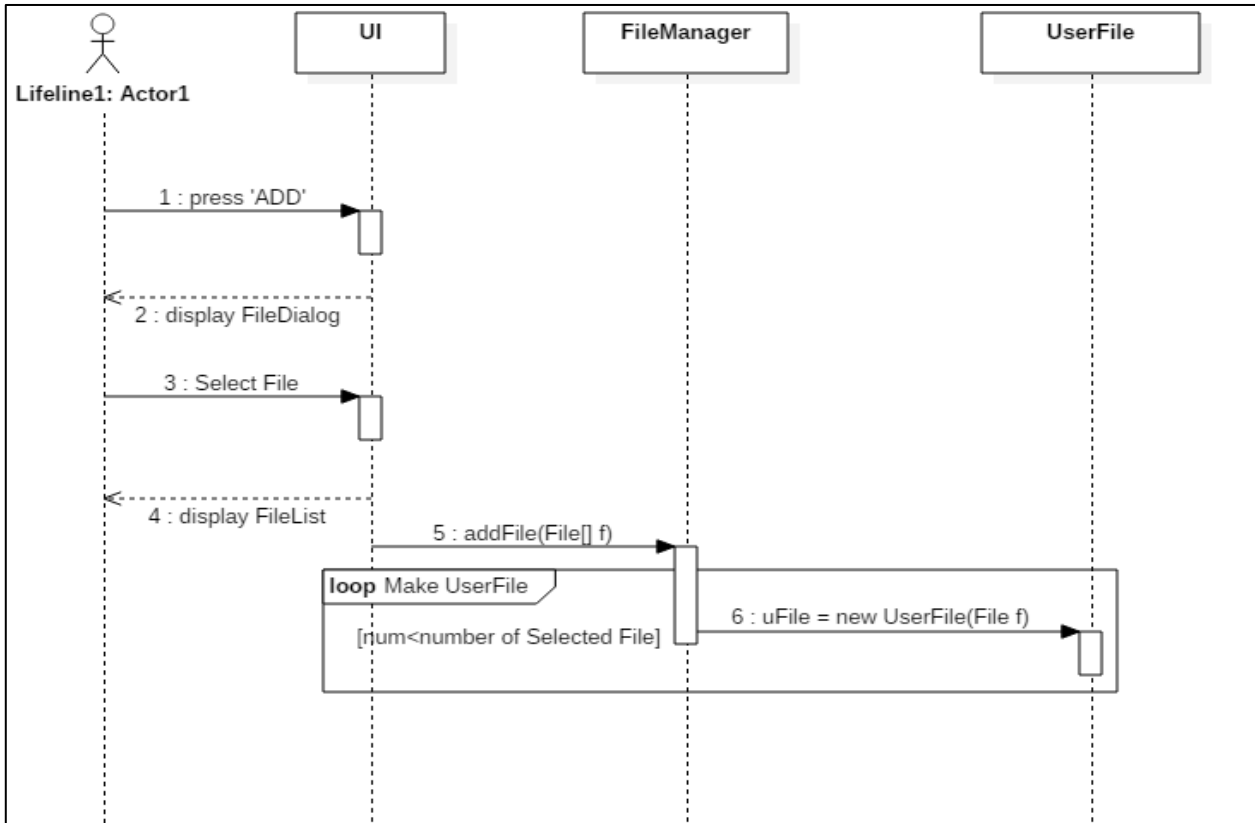 UI
FileManager
UserFile
Lifeline1: Actor1
1 : press 'ADD'
2 : display FileDialog
3 : Select File
4 : display FileList
5 : addFile(File[] f)
loop Make UserFile
6 : uFile = new UserFile(File f)
[num<number of Selected File]